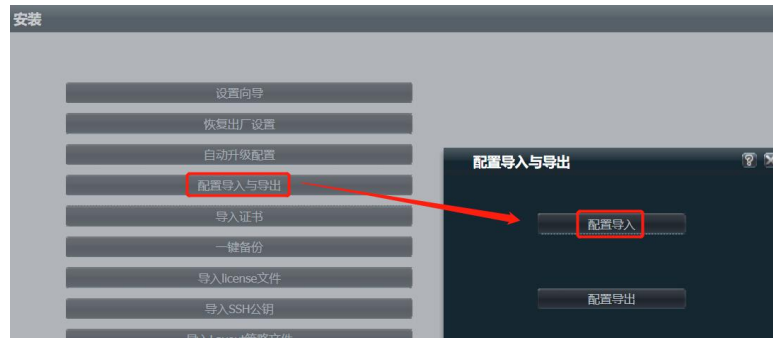 安装
设置向导
恢复出厂设置
自动升级配置
配置导入与导出
导入证书
一键备份
导入license文件
导入SSH公钥
配置导入与导出
配置导入
配置导出